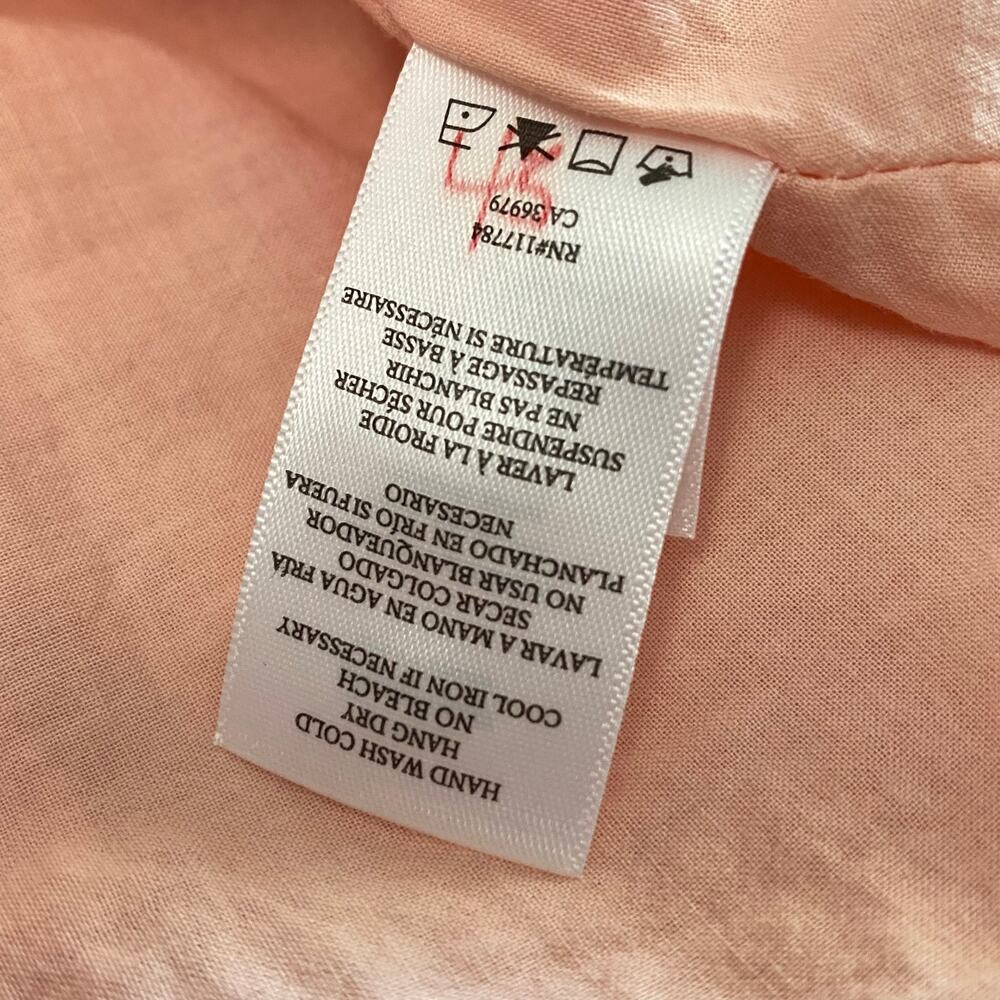 HAND WASH COLD
HANG DRY
NO BLEACH
COOL IRON IF NECESSARY
LAVAR A MANO EN AGUA FRÍA
SECAR COLGADO
NO USAR BLANQUEADOR
PLANCHADO EN FRÍO SI FUERA
NECESARIO
LAVER À LA FROIDE
SUSPENDRE POUR SÉCHER
NE PAS BLANCHIR
REPASSAGE À BASSE
TEMPÉRATURE SI NÉCESSAIRE
RN#117784
CA 36979